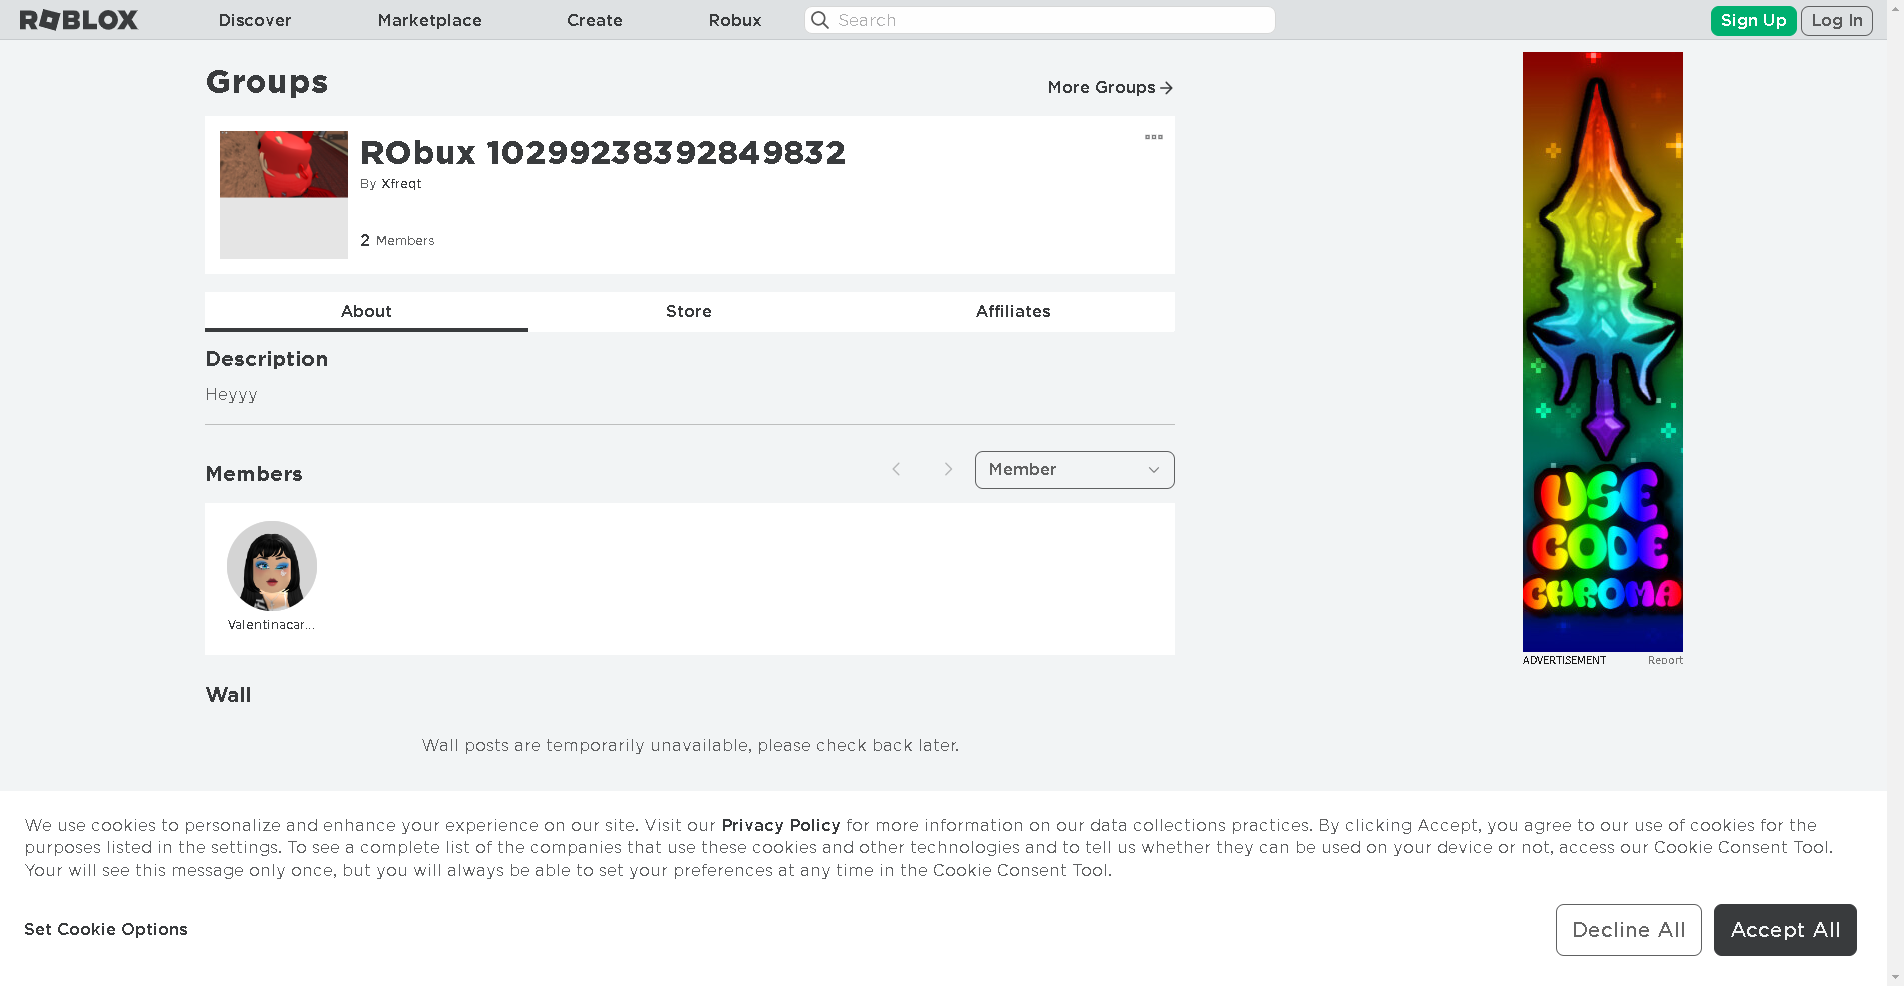 ROBLOX
Discover
Marketplace
Create
Robux
Search
Sign Up
Log In
Groups
More Groups
RObux 10299238392849832
By Xfreqt
2 Members
About
Store
Affiliates
Description
Heyyy
Members
Member
Valentinacar...
Wall
Wall posts are temporarily unavailable, please check back later.
USE
CODE
CHROMA
ADVERTISEMENT
Report
We use cookies to personalize and enhance your experience on our site. Visit our Privacy Policy for more information on our data collections practices. By clicking Accept, you agree to our use of cookies for the
purposes listed in the settings. To see a complete list of the companies that use these cookies and other technologies and to tell us whether they can be used on your device or not, access our Cookie Consent Tool.
Your will see this message only once, but you will always be able to set your preferences at any time in the Cookie Consent Tool.
Set Cookie Options
Decline All
Accept All